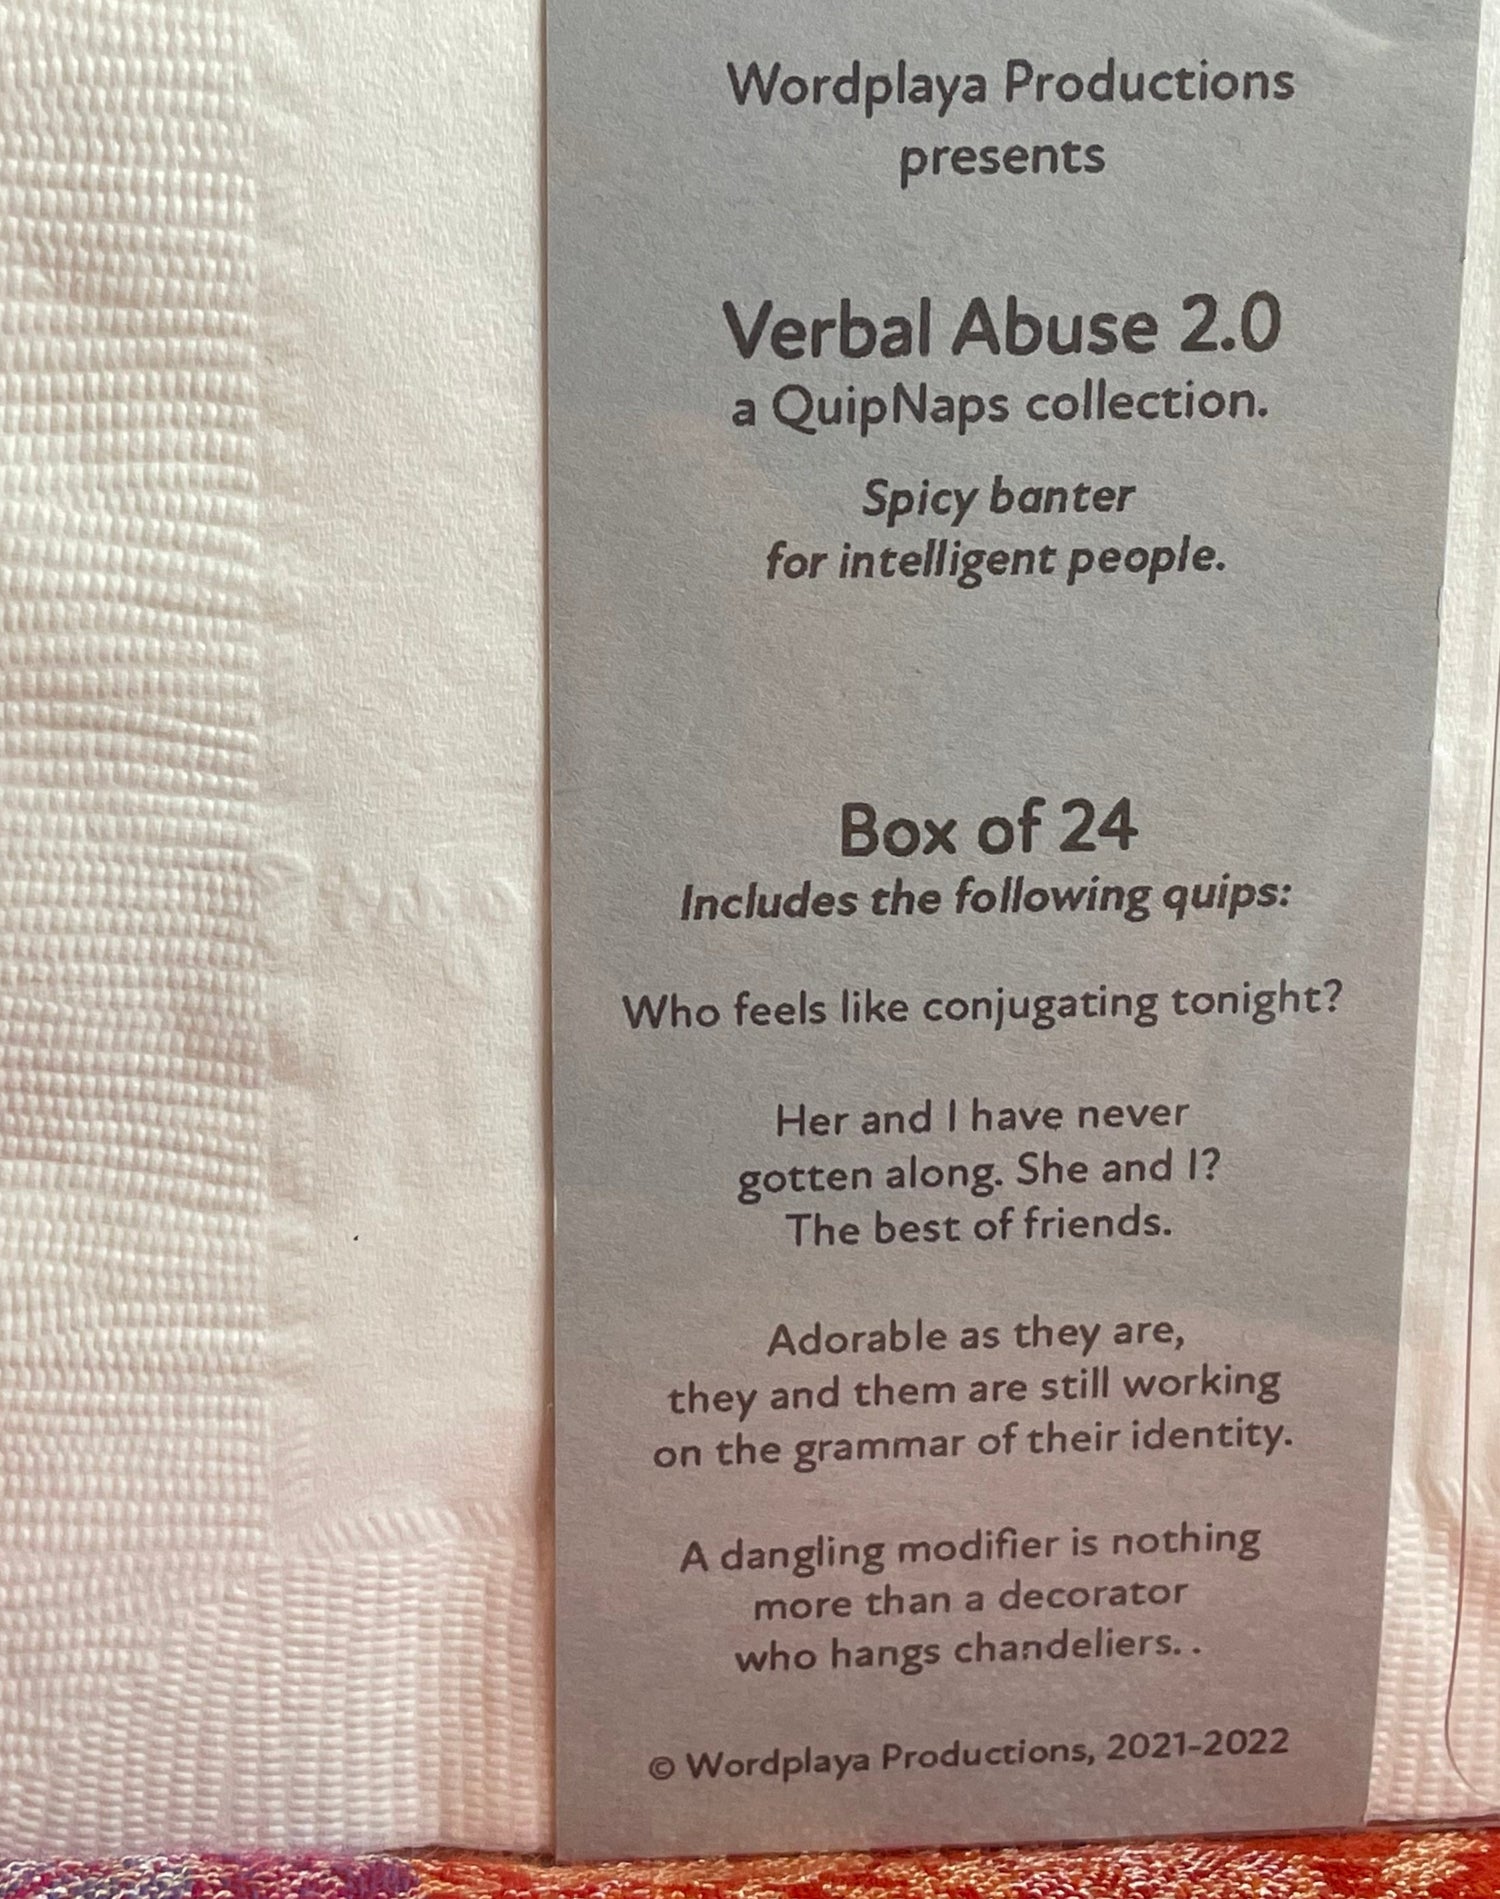 Wordplaya Productions
presents
Verbal Abuse 2.0
a QuipNaps collection.
Spicy banter
for intelligent people.
Box of 24
Includes the following quips:
Who feels like conjugating tonight?
Her and I have never
gotten along. She and I?
The best of friends.
Adorable as they are,
they and them are still working
on the grammar of their identity.
A dangling modifier is nothing
more than a decorator
who hangs chandeliers. .
© Wordplaya Productions, 2021-2022